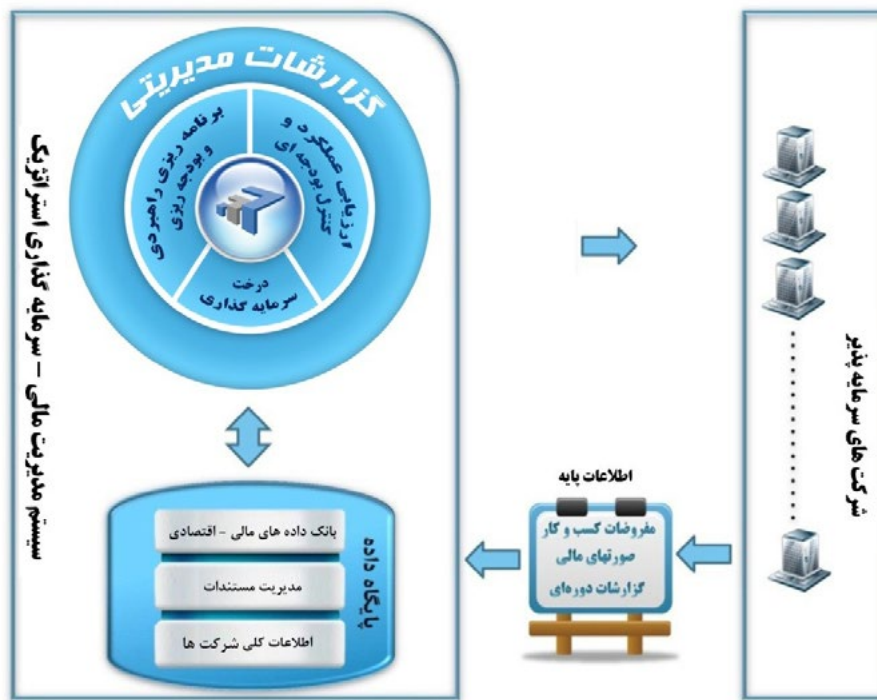 گزارشات مدیریتی
ارزیابی عملکرد و
کنترل بودجه ای
برنامه ریزی راهبردی
و بودجه ریزی
درخت
سرمایه گذاری
سیستم مدیریت مالی – سرمایه گذاری استراتژیک
شرکت های سرمایه پذیر
اطلاعات پایه
مفروضات کسب و کار
صورتهای مالی
گزارشات دوره‌ای
پایگاه داده
بانک داده های مالی - اقتصادی
مدیریت مستندات
اطلاعات کلی شرکت ها